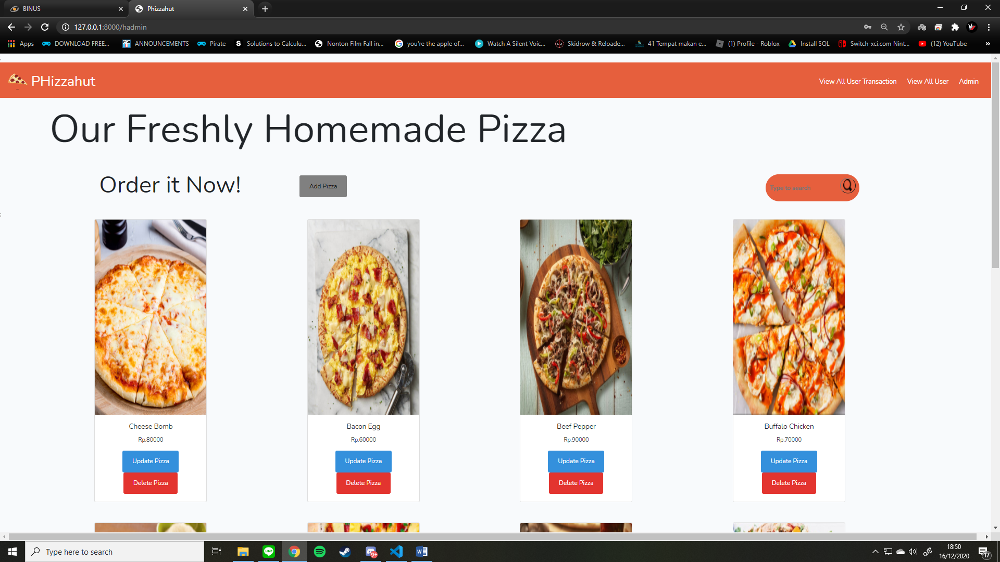 BINUS
Phizzahut
127.0.0.1:8000/hadmin
Apps
DOWNLOAD FREE...
ANNOUNCEMENTS
Pirate
Solutions to Calculu...
Nonton Film Fall in...
you're the apple of...
Watch A Silent Voic...
Skidrow & Reloade...
41 Tempat makan e...
(1) Profile - Roblox
Install SQL
Switch-xci.com Nint...
(12) YouTube
;
PHizzahut
View All User Transaction
View All User
Admin
Our Freshly Homemade Pizza
Order it Now!
Add Pizza
Type to search
;
Cheese Bomb
Rp.80000
Update Pizza
Delete Pizza
Bacon Egg
Rp.60000
Update Pizza
Delete Pizza
Beef Pepper
Rp.90000
Update Pizza
Delete Pizza
Buffalo Chicken
Rp.70000
Update Pizza
Delete Pizza
Type here to search
9+
18:50
16/12/2020
17